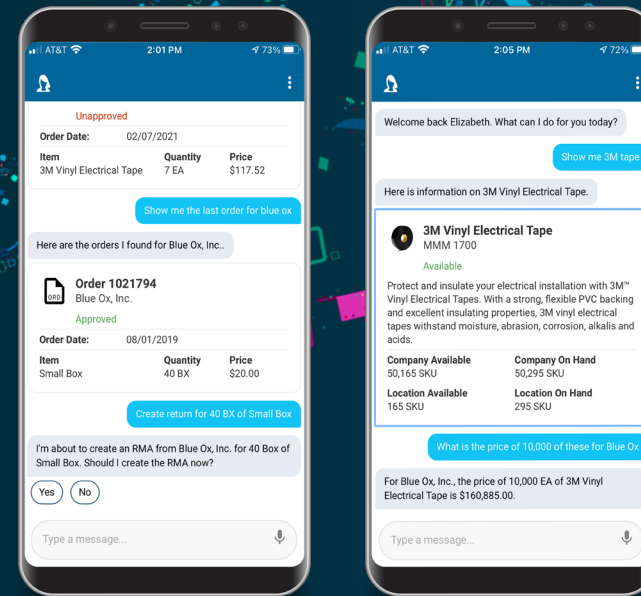 AT&T 2:01 PM 73%
Unapproved
Order Date: 02/07/2021
Item Quantity Price
3M Vinyl Electrical Tape 7 EA $117.52
Show me the last order for blue ox
Here are the orders I found for Blue Ox, Inc..
ORD
Order 1021794
Blue Ox, Inc.
Approved
Order Date: 08/01/2019
Item Quantity Price
Small Box 40 BX $20.00
Create return for 40 BX of Small Box
I'm about to create an RMA from Blue Ox, Inc. for 40 Box of
Small Box. Should I create the RMA now?
Yes No
Type a message...
AT&T 2:05 PM 72%
Welcome back Elizabeth. What can I do for you today?
Show me 3M tape
Here is information on 3M Vinyl Electrical Tape.
3M Vinyl Electrical Tape
MMM 1700
Available
Protect and insulate your electrical installation with 3M™
Vinyl Electrical Tapes. With a strong, flexible PVC backing
and excellent insulating properties, 3M vinyl electrical
tapes withstand moisture, abrasion, corrosion, alkalis and
acids.
Company Available Company On Hand
50,165 SKU 50,295 SKU
Location Available Location On Hand
165 SKU 295 SKU
What is the price of 10,000 of these for Blue Ox
For Blue Ox, Inc., the price of 10,000 EA of 3M Vinyl
Electrical Tape is $160,885.00.
Type a message...